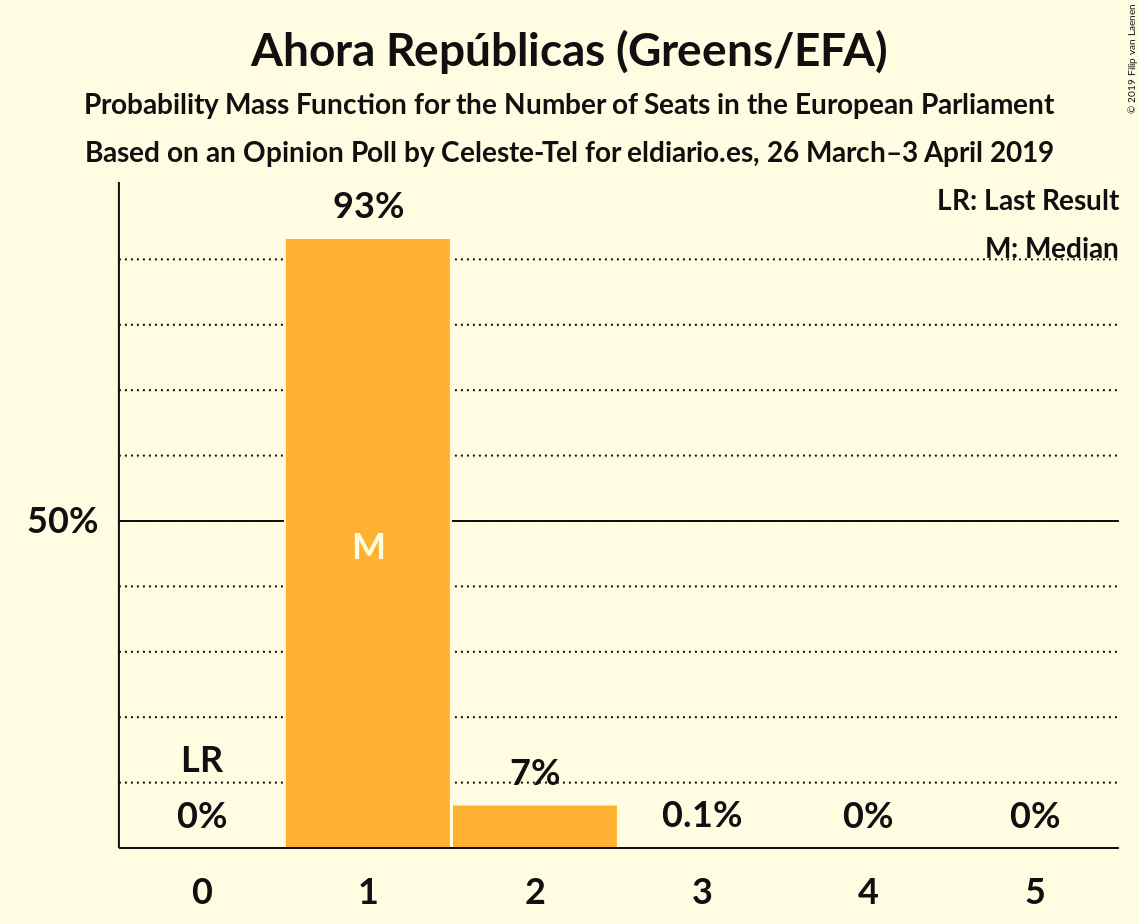 Ahora Repúblicas (Greens/EFA)
Probability Mass Function for the Number of Seats in the European Parliament
Based on an Opinion Poll by Celeste-Tel for eldiario.es, 26 March–3 April 2019
© 2019 Filip van Laenen
LR: Last Result
M: Median
93%
50%
M
LR
0%
7%
0.1%
0%
0%
0 1 2 3 4 5